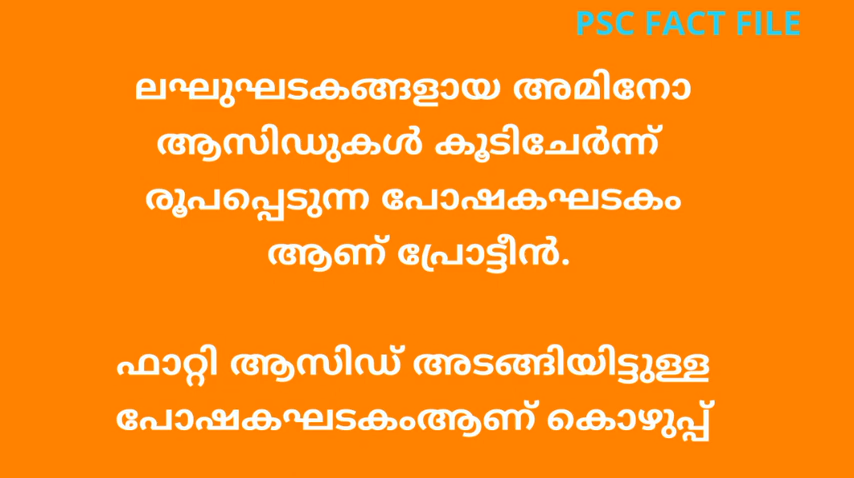 PSC FACT FILE
ലഘുഘടകങ്ങളായ അമിനോ
ആസിഡുകൾ കൂടിചേർന്ന്
രൂപപ്പെടുന്ന പോഷകഘടകം
ആണ് പ്രോട്ടീൻ.
ഫാറ്റി ആസിഡ് അടങ്ങിയിട്ടുള്ള
പോഷകഘടകംആണ് കൊഴുപ്പ്